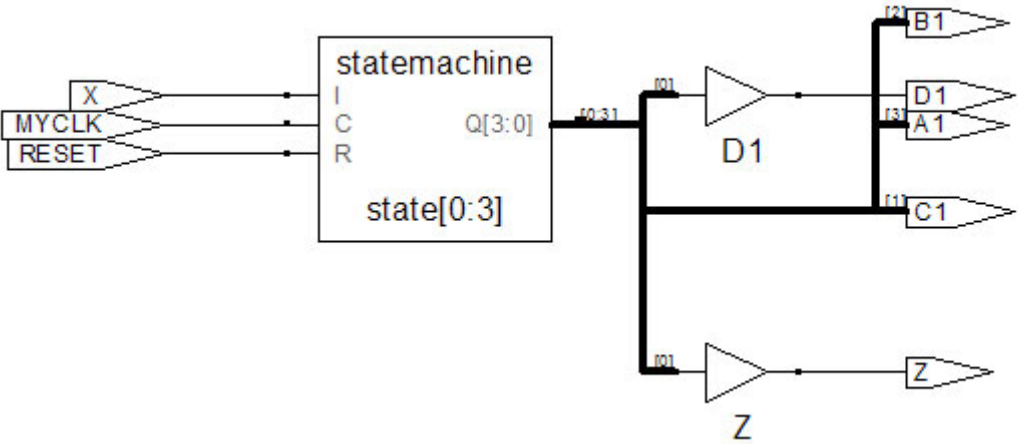 [2]
B1
statemachine
X
I
[0]
D1
MYCLK
C
Q[3:0]
[0:3]
[3]
A1
RESET
R
D1
state[0:3]
[1]
C1
[0]
Z
Z